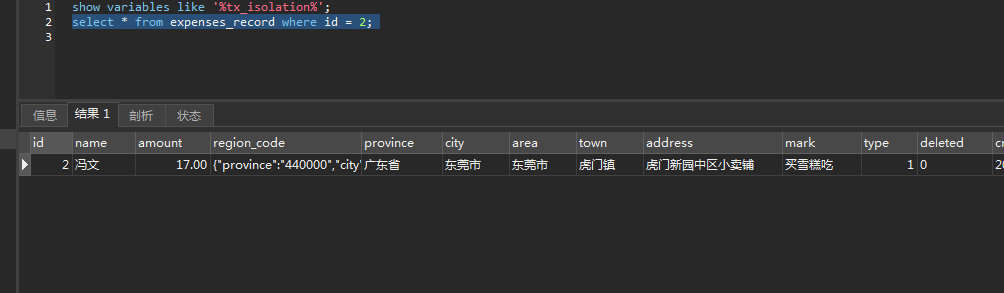 1 show variables like '%tx_isolation%';
2 select * from expenses_record where id = 2;
3
信息 结果 1 剖析 状态
id name amount region_code province city area town address mark type deleted cr
2 冯文 17.00 {"province":"440000","city" 广东省 东莞市 东莞市 虎门镇 虎门新园中区小卖铺 买雪糕吃 1 0 20